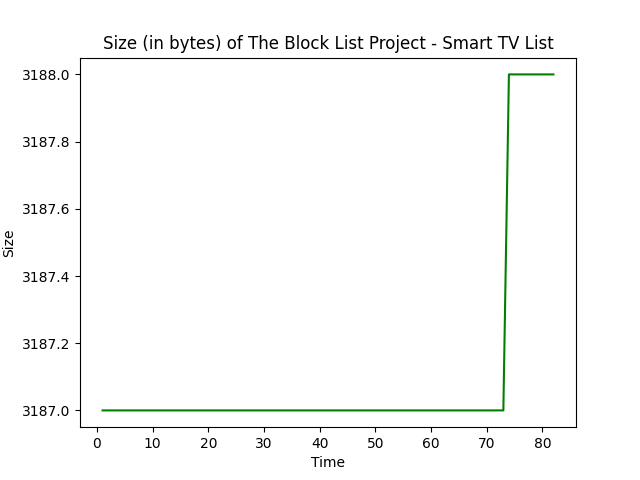 Size (in bytes) of The Block List Project - Smart TV List
3188.0
3187.8
3187.6
3187.4
3187.2
3187.0
Size
0 10 20 30 40 50 60 70 80
Time